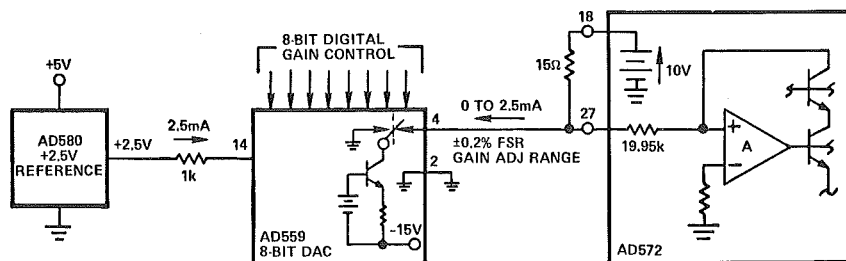 8-BIT DIGITAL
GAIN CONTROL
+5V
AD580
+2.5V
REFERENCE
+2.5V
2.5mA
1k
14
AD559
8-BIT DAC
-15V
4
2
0 TO 2.5mA
±0.2% FSR
GAIN ADJ RANGE
15Ω
18
27
10V
19.95k
+
A
−
AD572